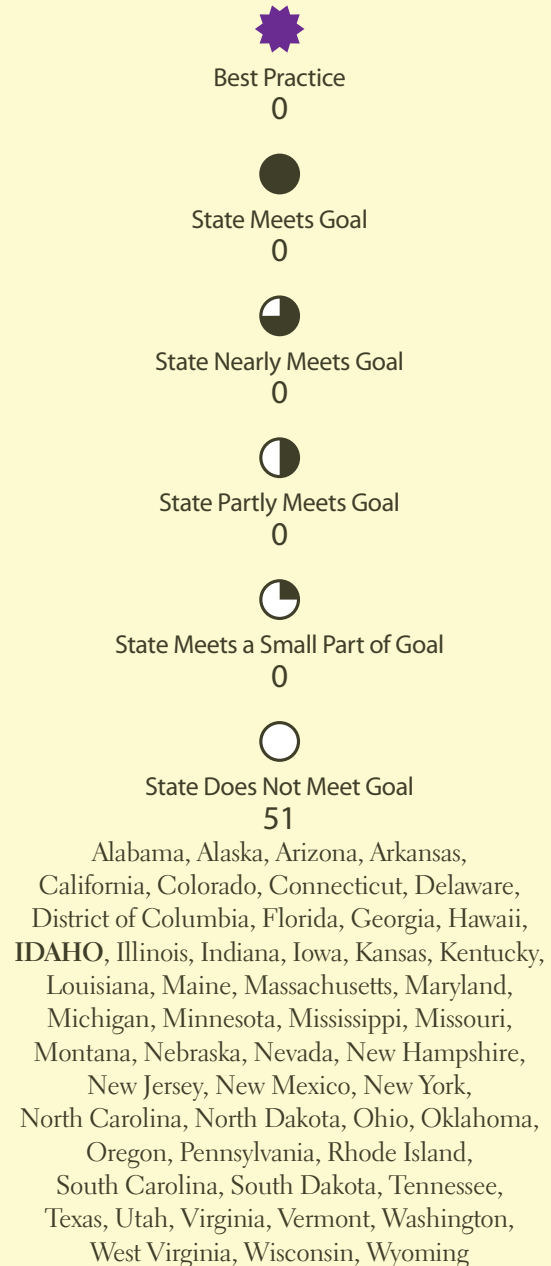 Best Practice
0
State Meets Goal
0
State Nearly Meets Goal
0
State Partly Meets Goal
0
State Meets a Small Part of Goal
0
State Does Not Meet Goal
51
Alabama, Alaska, Arizona, Arkansas,
California, Colorado, Connecticut, Delaware,
District of Columbia, Florida, Georgia, Hawaii,
IDAHO, Illinois, Indiana, Iowa, Kansas, Kentucky,
Louisiana, Maine, Massachusetts, Maryland,
Michigan, Minnesota, Mississippi, Missouri,
Montana, Nebraska, Nevada, New Hampshire,
New Jersey, New Mexico, New York,
North Carolina, North Dakota, Ohio, Oklahoma,
Oregon, Pennsylvania, Rhode Island,
South Carolina, South Dakota, Tennessee,
Texas, Utah, Virginia, Vermont, Washington,
West Virginia, Wisconsin, Wyoming